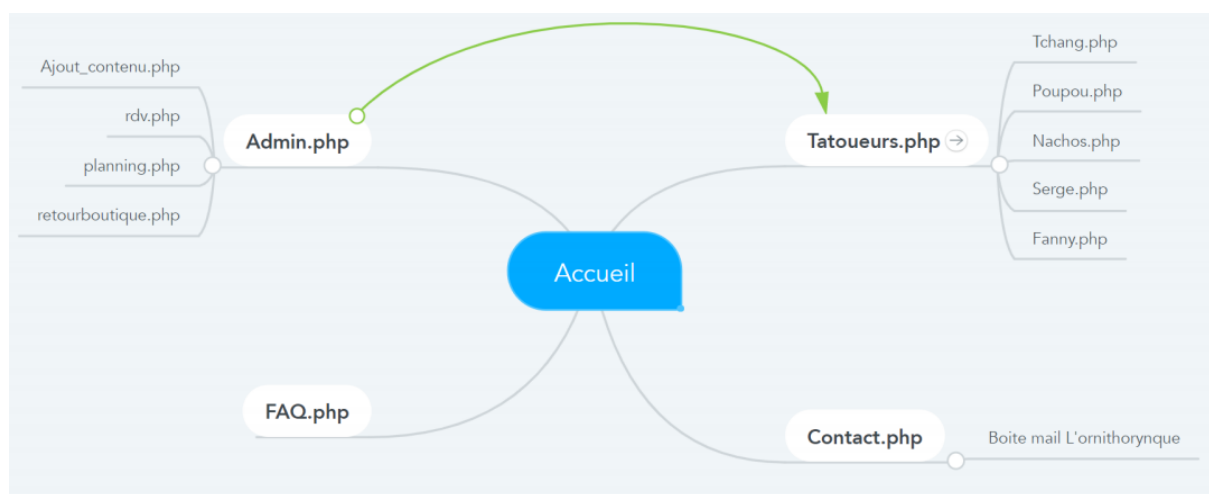 Ajout_contenu.php
rdv.php
planning.php
retourboutique.php
Admin.php
Tatoueurs.php
Tchang.php
Poupou.php
Nachos.php
Serge.php
Fanny.php
Accueil
FAQ.php
Contact.php
Boite mail L'ornithorynque